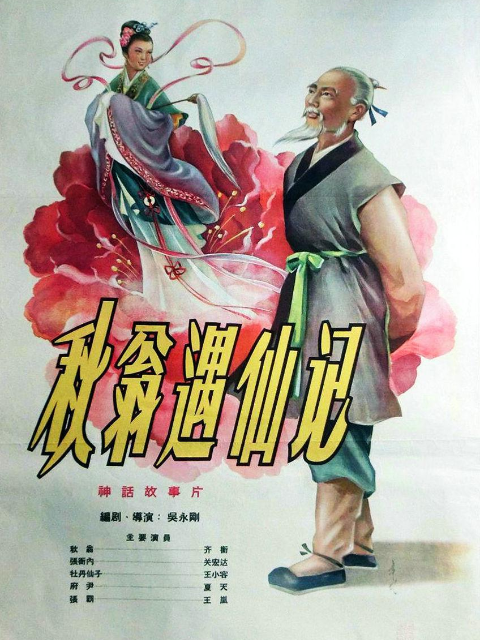 秋翁遇仙记
神話故事片
編剧·導演：吳永剛
主要演員
秋翁 齐衡
張衙內 关宏达
牡丹仙子 王小容
府尹 夏天
張霸 王嵐